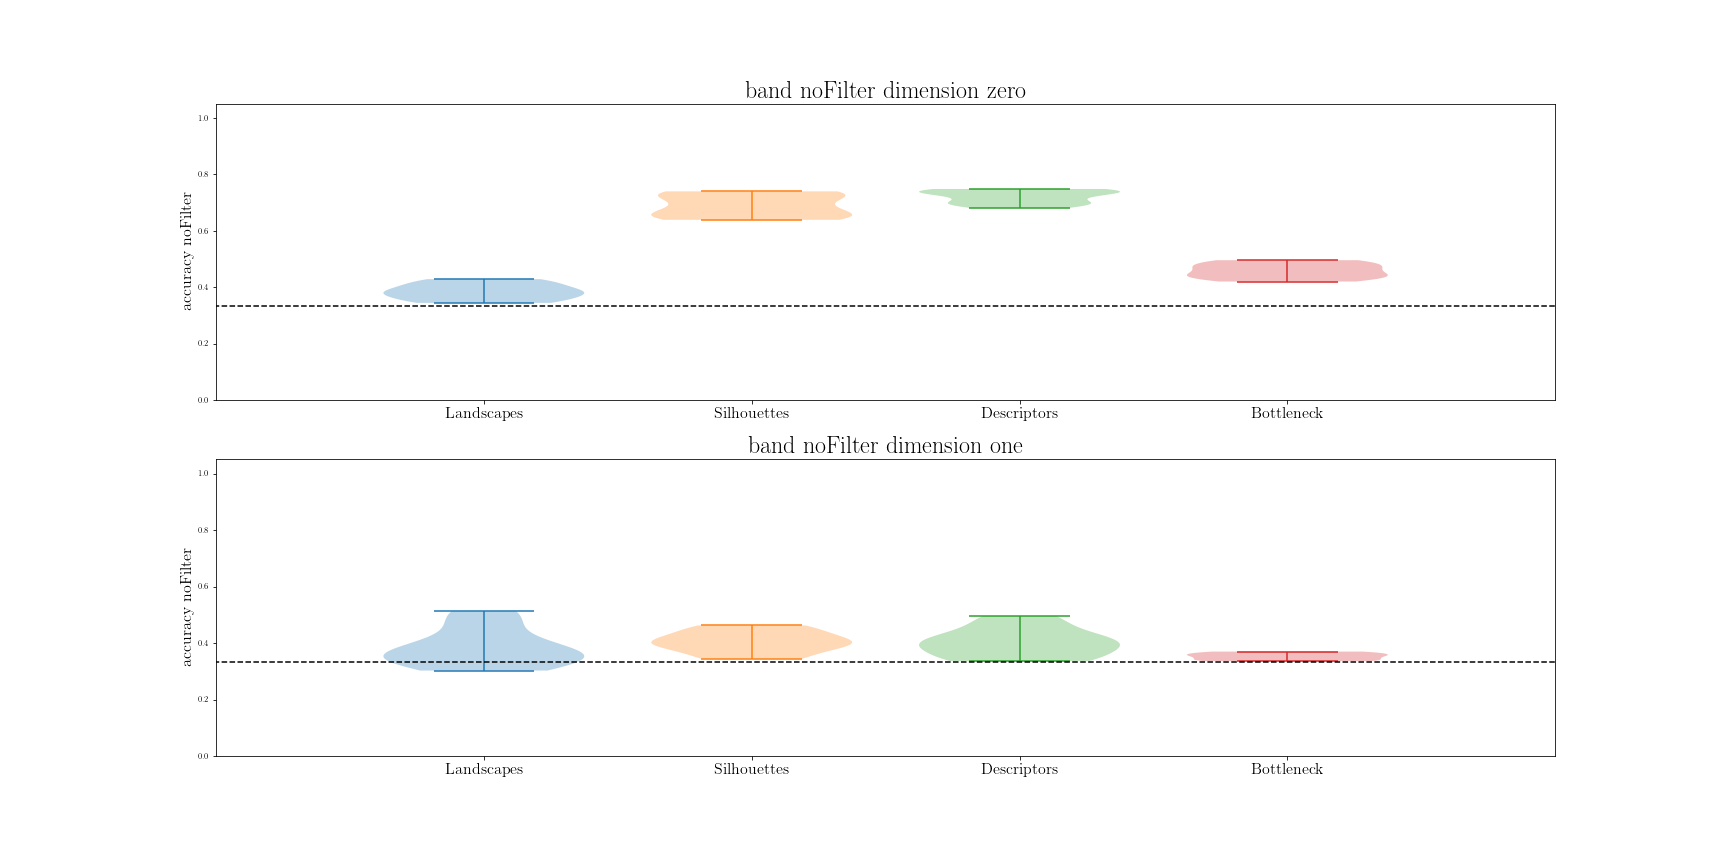 band noFilter dimension zero
accuracy noFilter
1.0
0.8
0.6
0.4
0.2
0.0
Landscapes Silhouettes Descriptors Bottleneck
band noFilter dimension one
accuracy noFilter
1.0
0.8
0.6
0.4
0.2
0.0
Landscapes Silhouettes Descriptors Bottleneck